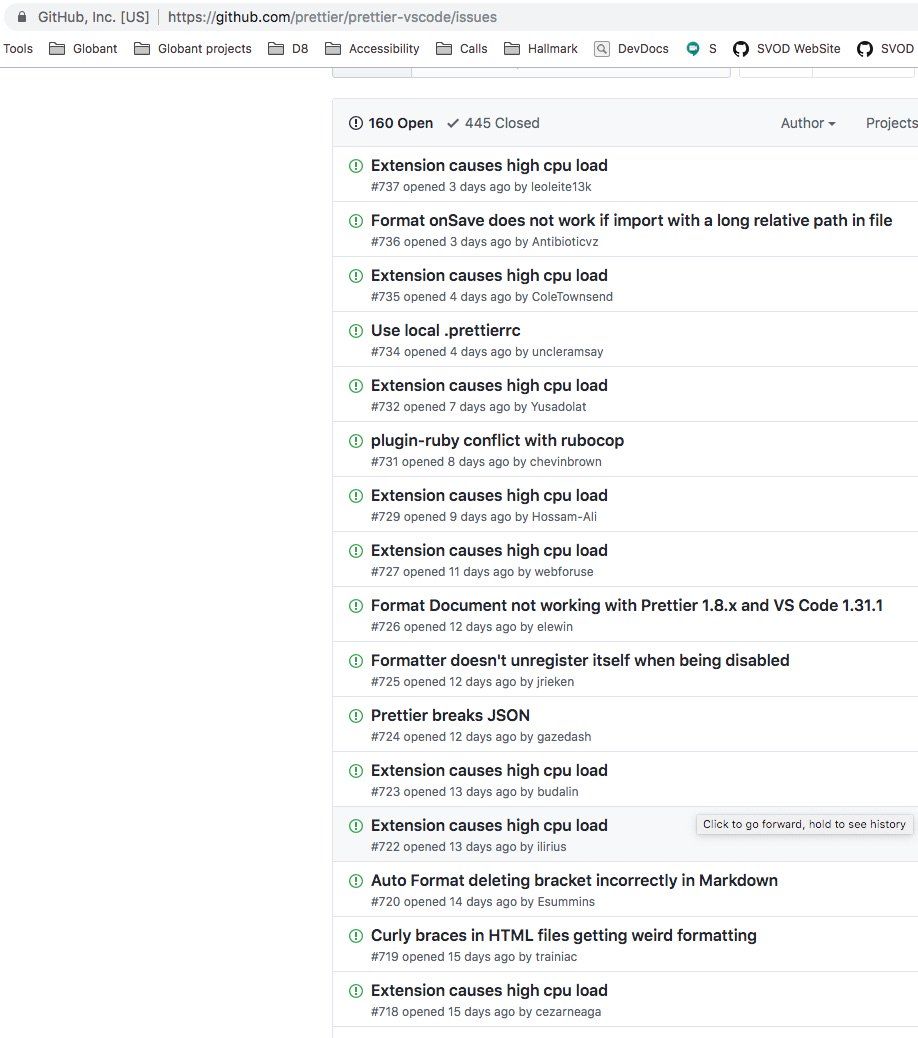 GitHub, Inc. [US] https://github.com/prettier/prettier-vscode/issues
Tools Globant Globant projects D8 Accessibility Calls Hallmark DevDocs S SVOD WebSite SVOD
160 Open 445 Closed Author Projects
Extension causes high cpu load
#737 opened 3 days ago by leoleite13k
Format onSave does not work if import with a long relative path in file
#736 opened 3 days ago by Antibioticvz
Extension causes high cpu load
#735 opened 4 days ago by ColeTownsend
Use local .prettierrc
#734 opened 4 days ago by uncleramsay
Extension causes high cpu load
#732 opened 7 days ago by Yusadolat
plugin-ruby conflict with rubocop
#731 opened 8 days ago by chevinbrown
Extension causes high cpu load
#729 opened 9 days ago by Hossam-Ali
Extension causes high cpu load
#727 opened 11 days ago by webforuse
Format Document not working with Prettier 1.8.x and VS Code 1.31.1
#726 opened 12 days ago by elewin
Formatter doesn't unregister itself when being disabled
#725 opened 12 days ago by jrieken
Prettier breaks JSON
#724 opened 12 days ago by gazedash
Extension causes high cpu load
#723 opened 13 days ago by budalin
Extension causes high cpu load
Click to go forward, hold to see history
#722 opened 13 days ago by ilirius
Auto Format deleting bracket incorrectly in Markdown
#720 opened 14 days ago by Esummins
Curly braces in HTML files getting weird formatting
#719 opened 15 days ago by trainiac
Extension causes high cpu load
#718 opened 15 days ago by cezarneaga